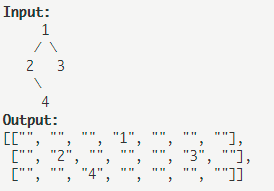 Input:
     1
    / \
   2   3
    \
     4
Output:
[["", "", "", "1", "", "", ""],
 ["", "2", "", "", "", "3", ""],
 ["", "", "4", "", "", "", ""]]